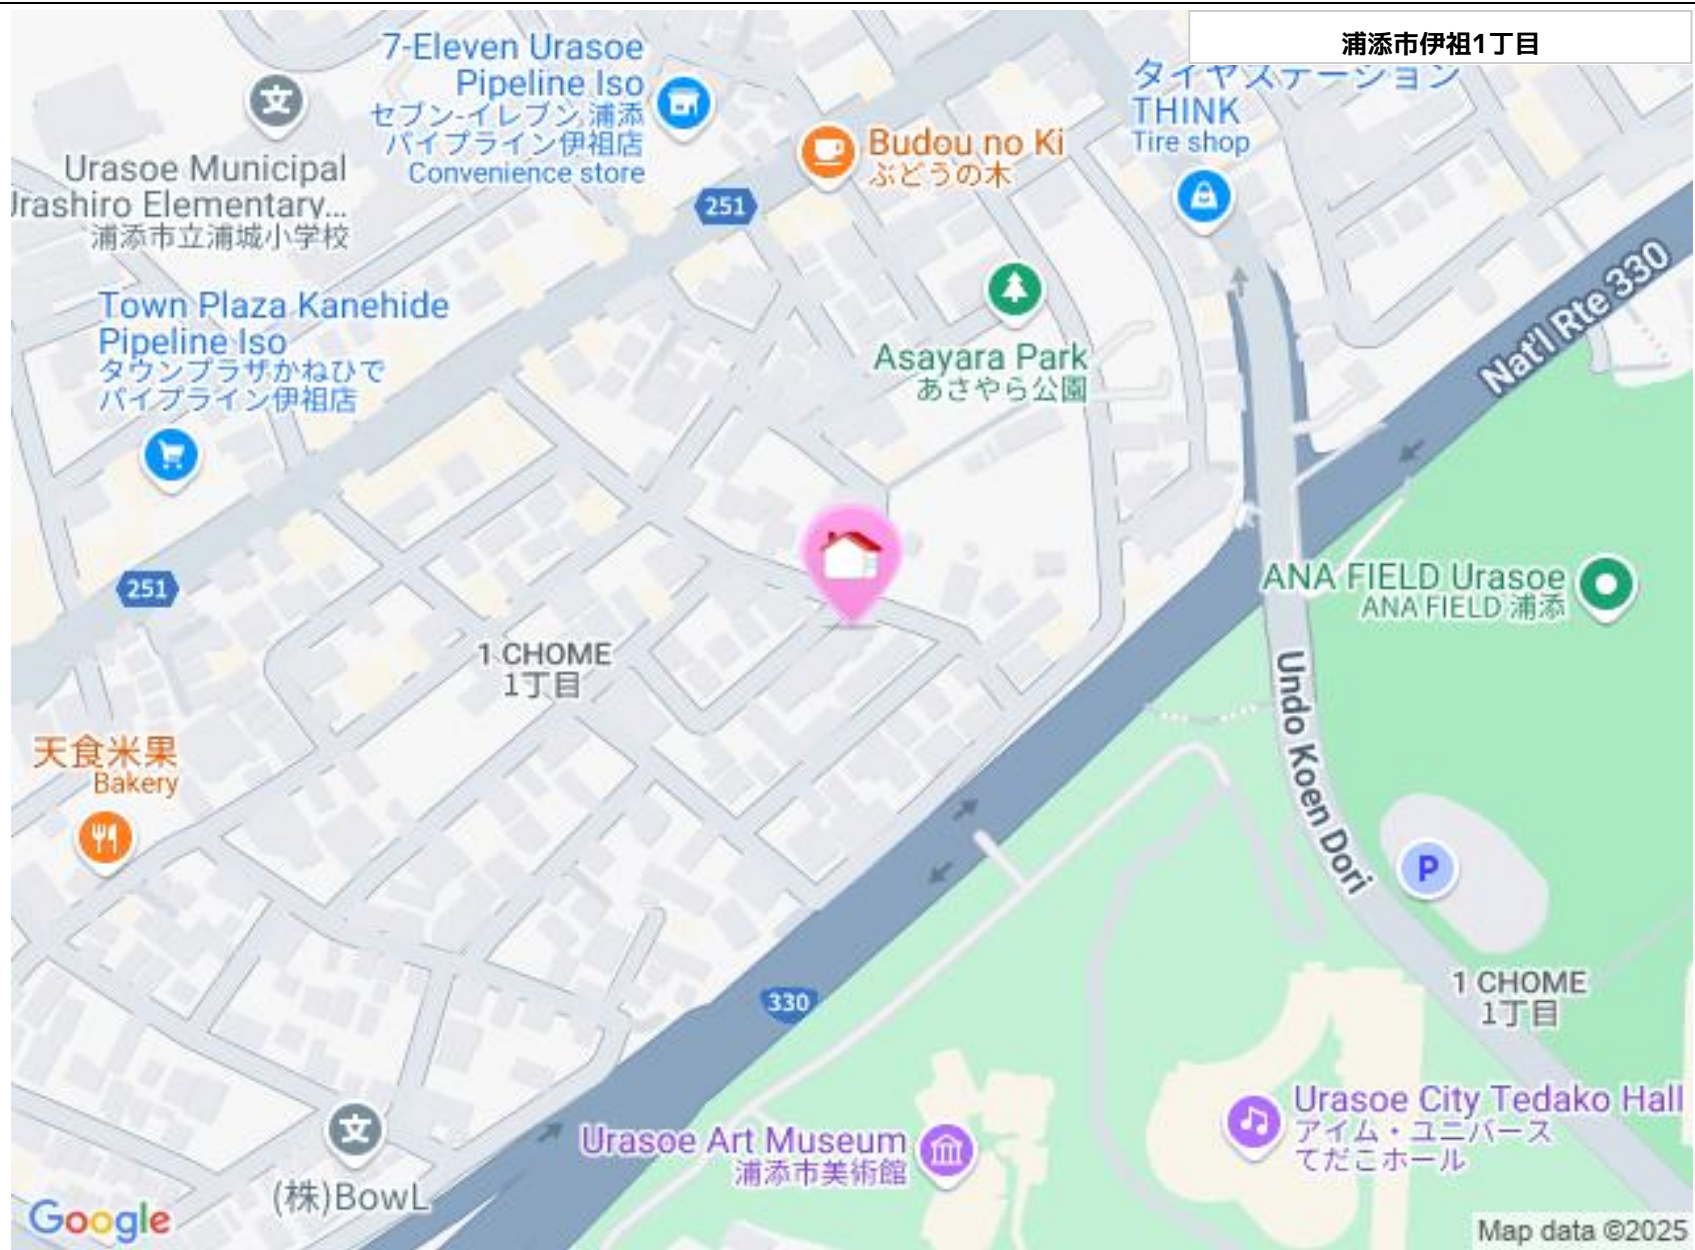 浦添市伊祖1丁目
7-Eleven Urasoe
Pipeline Iso
セブン-イレブン 浦添
パイプライン伊祖店
Convenience store
タイヤステーション
THINK
Tire shop
Budou no Ki
ぶどうの木
Urasoe Municipal
Urashiro Elementary...
浦添市立浦城小学校
251
Nat'l Rte 330
Town Plaza Kanehide
Pipeline Iso
タウンプラザかねひで
パイプライン伊祖店
Asayara Park
あさやら公園
251
ANA FIELD Urasoe
ANA FIELD 浦添
1 CHOME
1丁目
Undo Koen Dori
天食米果
Bakery
P
330
1 CHOME
1丁目
Urasoe City Tedako Hall
アイム・ユニバース
てだこホール
Urasoe Art Museum
浦添市美術館
文
文
(株)BowL
Google
Map data ©2025